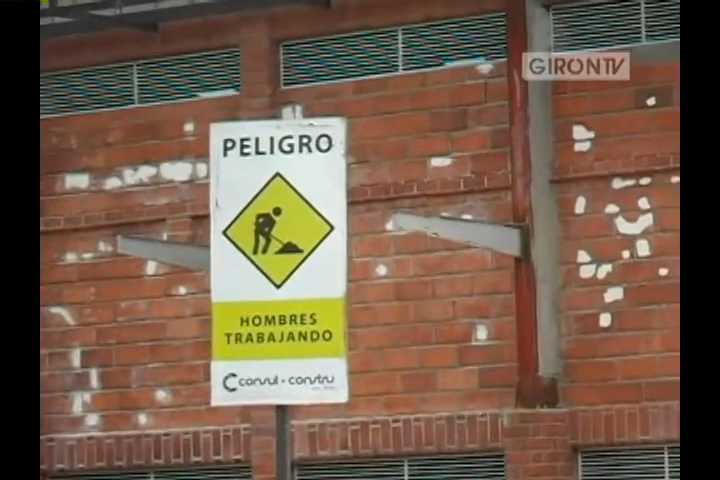 GIRONTV
PELIGRO
HOMBRES
TRABAJANDO
consul - constru